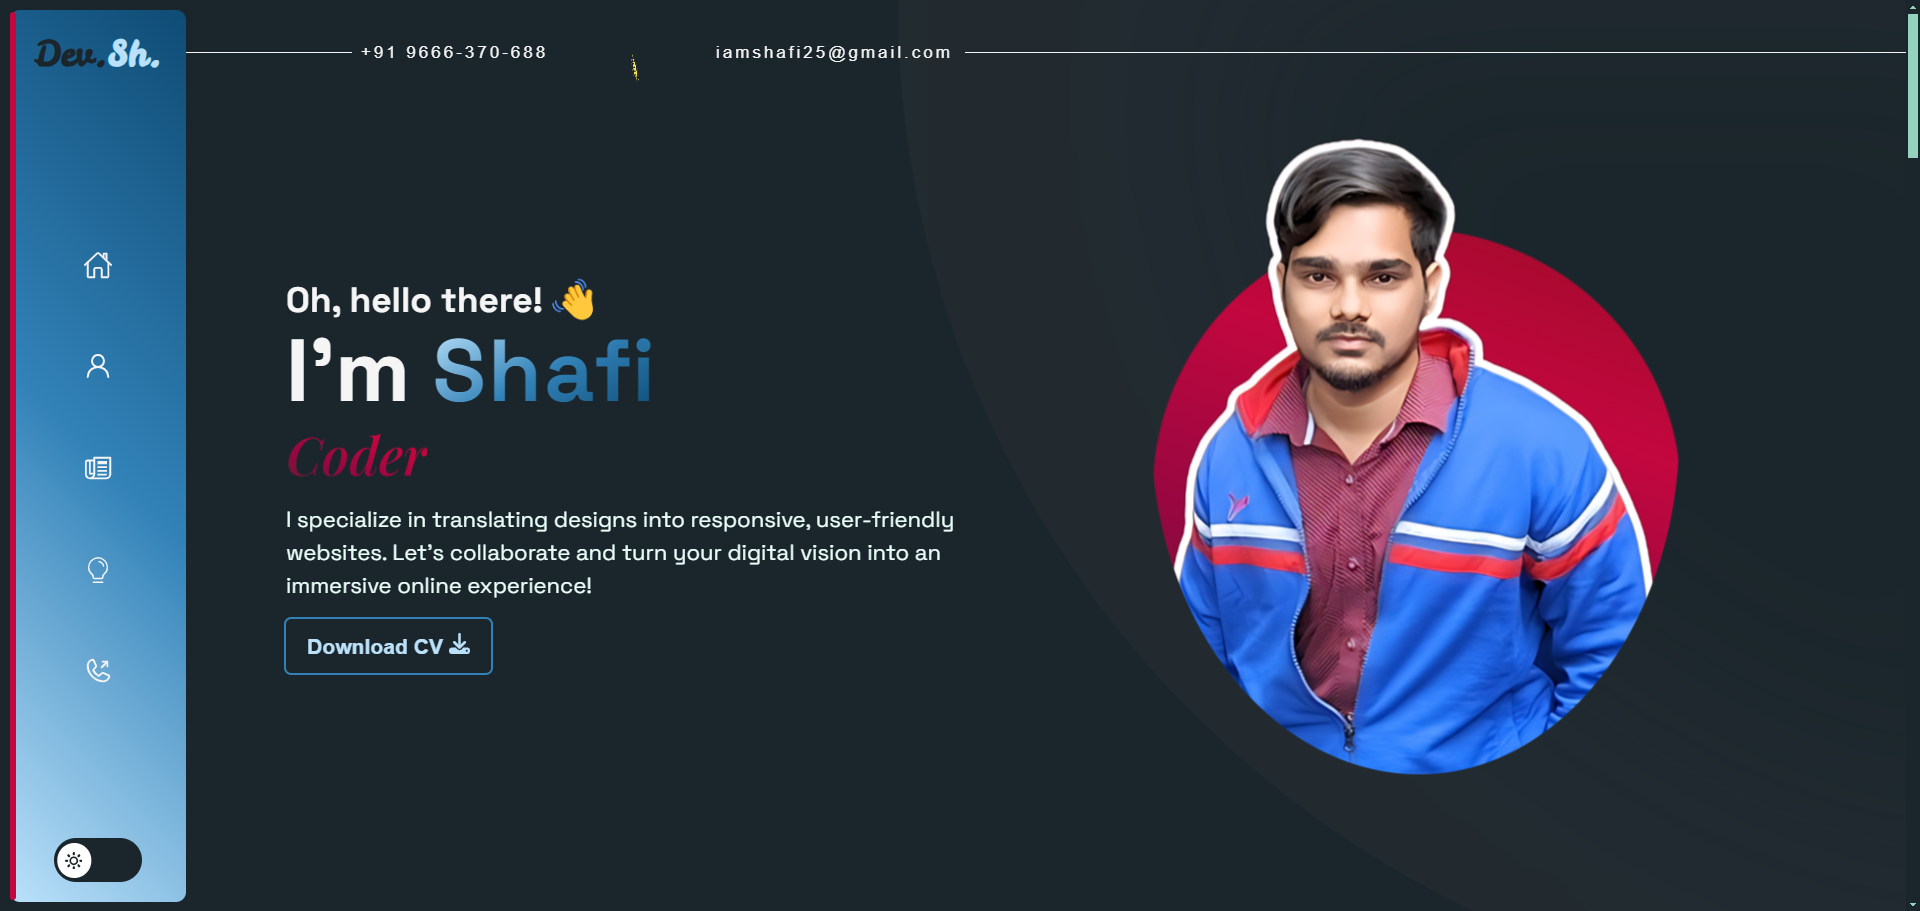 Dev.Sh.
+91 9666-370-688
iamshafi25@gmail.com
Oh, hello there! 👋
I'm Shafi
Coder
I specialize in translating designs into responsive, user-friendly
websites. Let's collaborate and turn your digital vision into an
immersive online experience!
Download CV